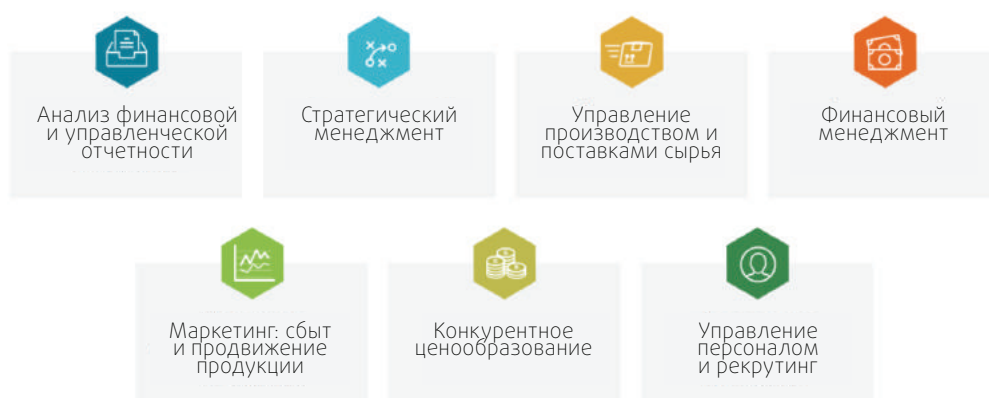 Анализ финансовой
и управленческой
отчетности
Стратегический
менеджмент
Управление
производством и
поставками сырья
Финансовый
менеджмент
Маркетинг: сбыт
и продвижение
продукции
Конкурентное
ценообразование
Управление
персоналом
и рекрутинг